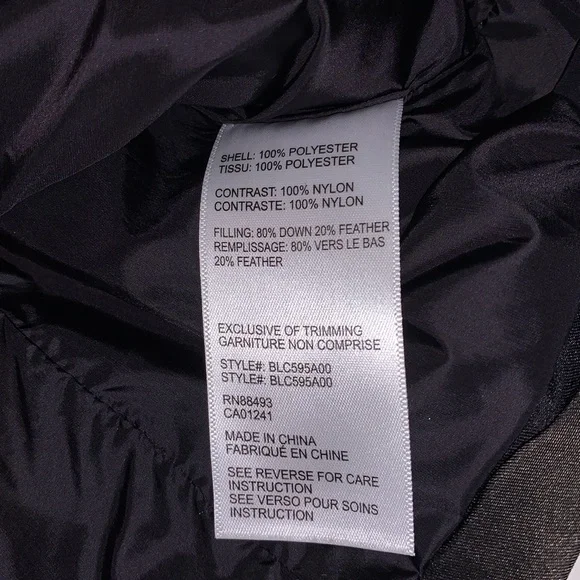 SHELL: 100% POLYESTER
TISSU: 100% POLYESTER
CONTRAST: 100% NYLON
CONTRASTE: 100% NYLON
FILLING: 80% DOWN 20% FEATHER
REMPLISSAGE: 80% VERS LE BAS
20% FEATHER
EXCLUSIVE OF TRIMMING
GARNITURE NON COMPRISE
STYLE#: BLC595A00
STYLE#: BLC595A00
RN88493
CA01241
MADE IN CHINA
FABRIQUÉ EN CHINE
SEE REVERSE FOR CARE
INSTRUCTION
SEE VERSO POUR SOINS
INSTRUCTION